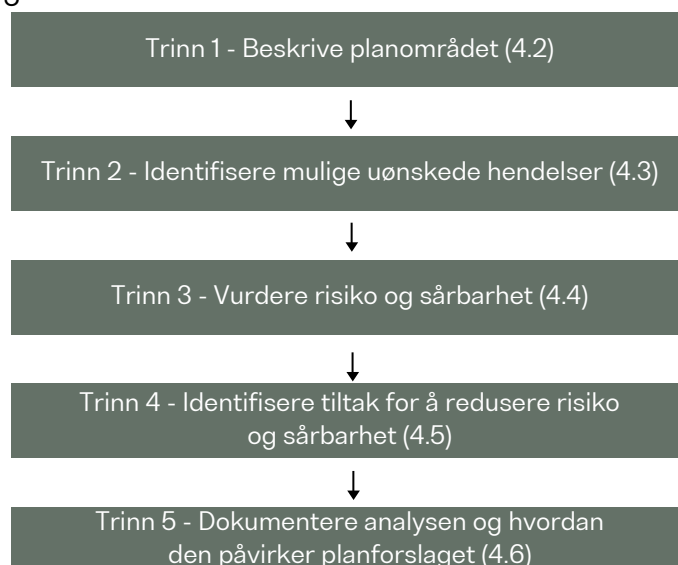 Trinn 1 - Beskrive planområdet (4.2)
Trinn 2 - Identifisere mulige uønskede hendelser (4.3)
Trinn 3 - Vurdere risiko og sårbarhet (4.4)
Trinn 4 - Identifisere tiltak for å redusere risiko
og sårbarhet (4.5)
Trinn 5 - Dokumentere analysen og hvordan
den påvirker planforslaget (4.6)